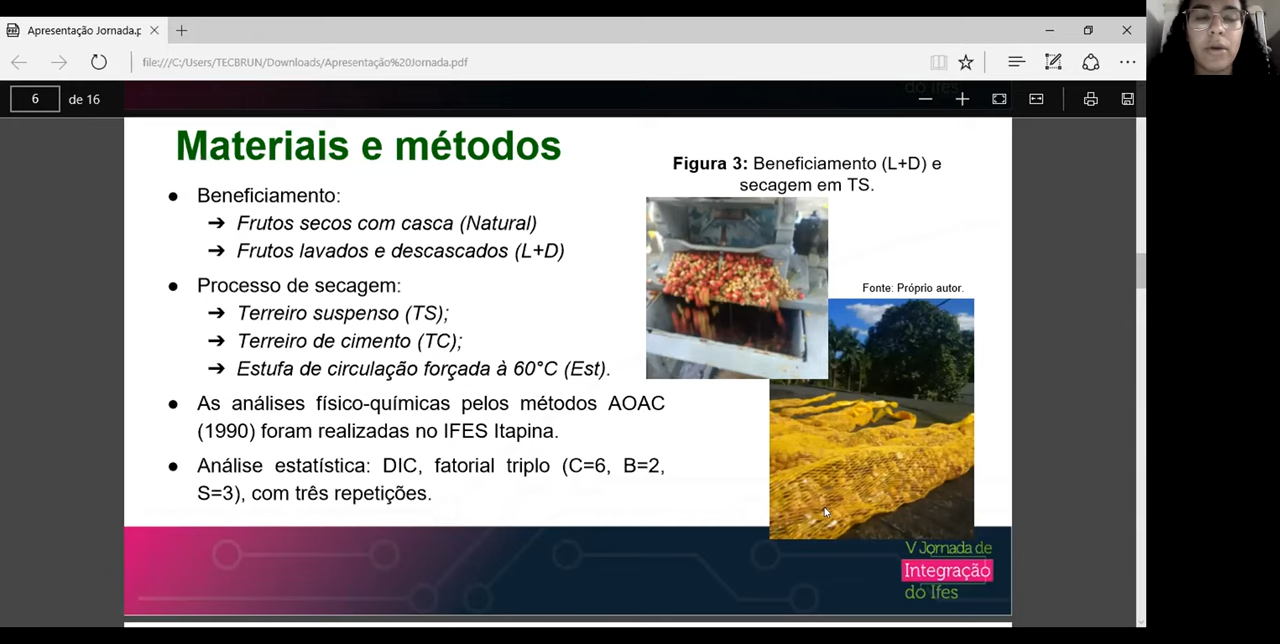 Apresentação Jornada.p
file:///C:/Users/TECBRUN/Downloads/Apresentação%20Jornada.pdf
6 de 16
do Ifes
Materiais e métodos
Figura 3: Beneficiamento (L+D) e
secagem em TS.
● Beneficiamento:
➔ Frutos secos com casca (Natural)
➔ Frutos lavados e descascados (L+D)
Fonte: Próprio autor.
● Processo de secagem:
➔ Terreiro suspenso (TS);
➔ Terreiro de cimento (TC);
➔ Estufa de circulação forçada à 60°C (Est).
● As análises físico-químicas pelos métodos AOAC
(1990) foram realizadas no IFES Itapina.
● Análise estatística: DIC, fatorial triplo (C=6, B=2,
S=3), com três repetições.
V Jornada de
Integração
do Ifes